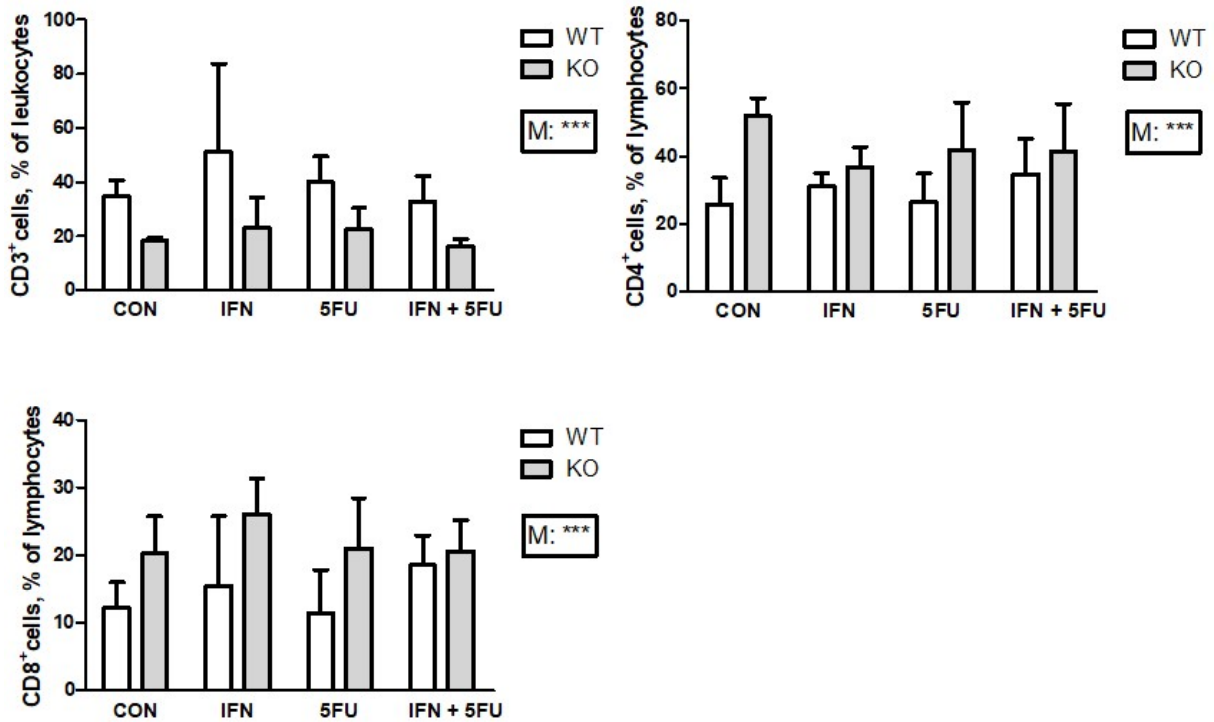 CD3⁺ cells, % of leukocytes
100
80
60
40
20
0
CON IFN 5FU IFN + 5FU
WT
KO
M: ***
CD4⁺ cells, % of lymphocytes
80
60
40
20
0
CON IFN 5FU IFN + 5FU
WT
KO
M: ***
CD8⁺ cells, % of lymphocytes
40
30
20
10
0
CON IFN 5FU IFN + 5FU
WT
KO
M: ***